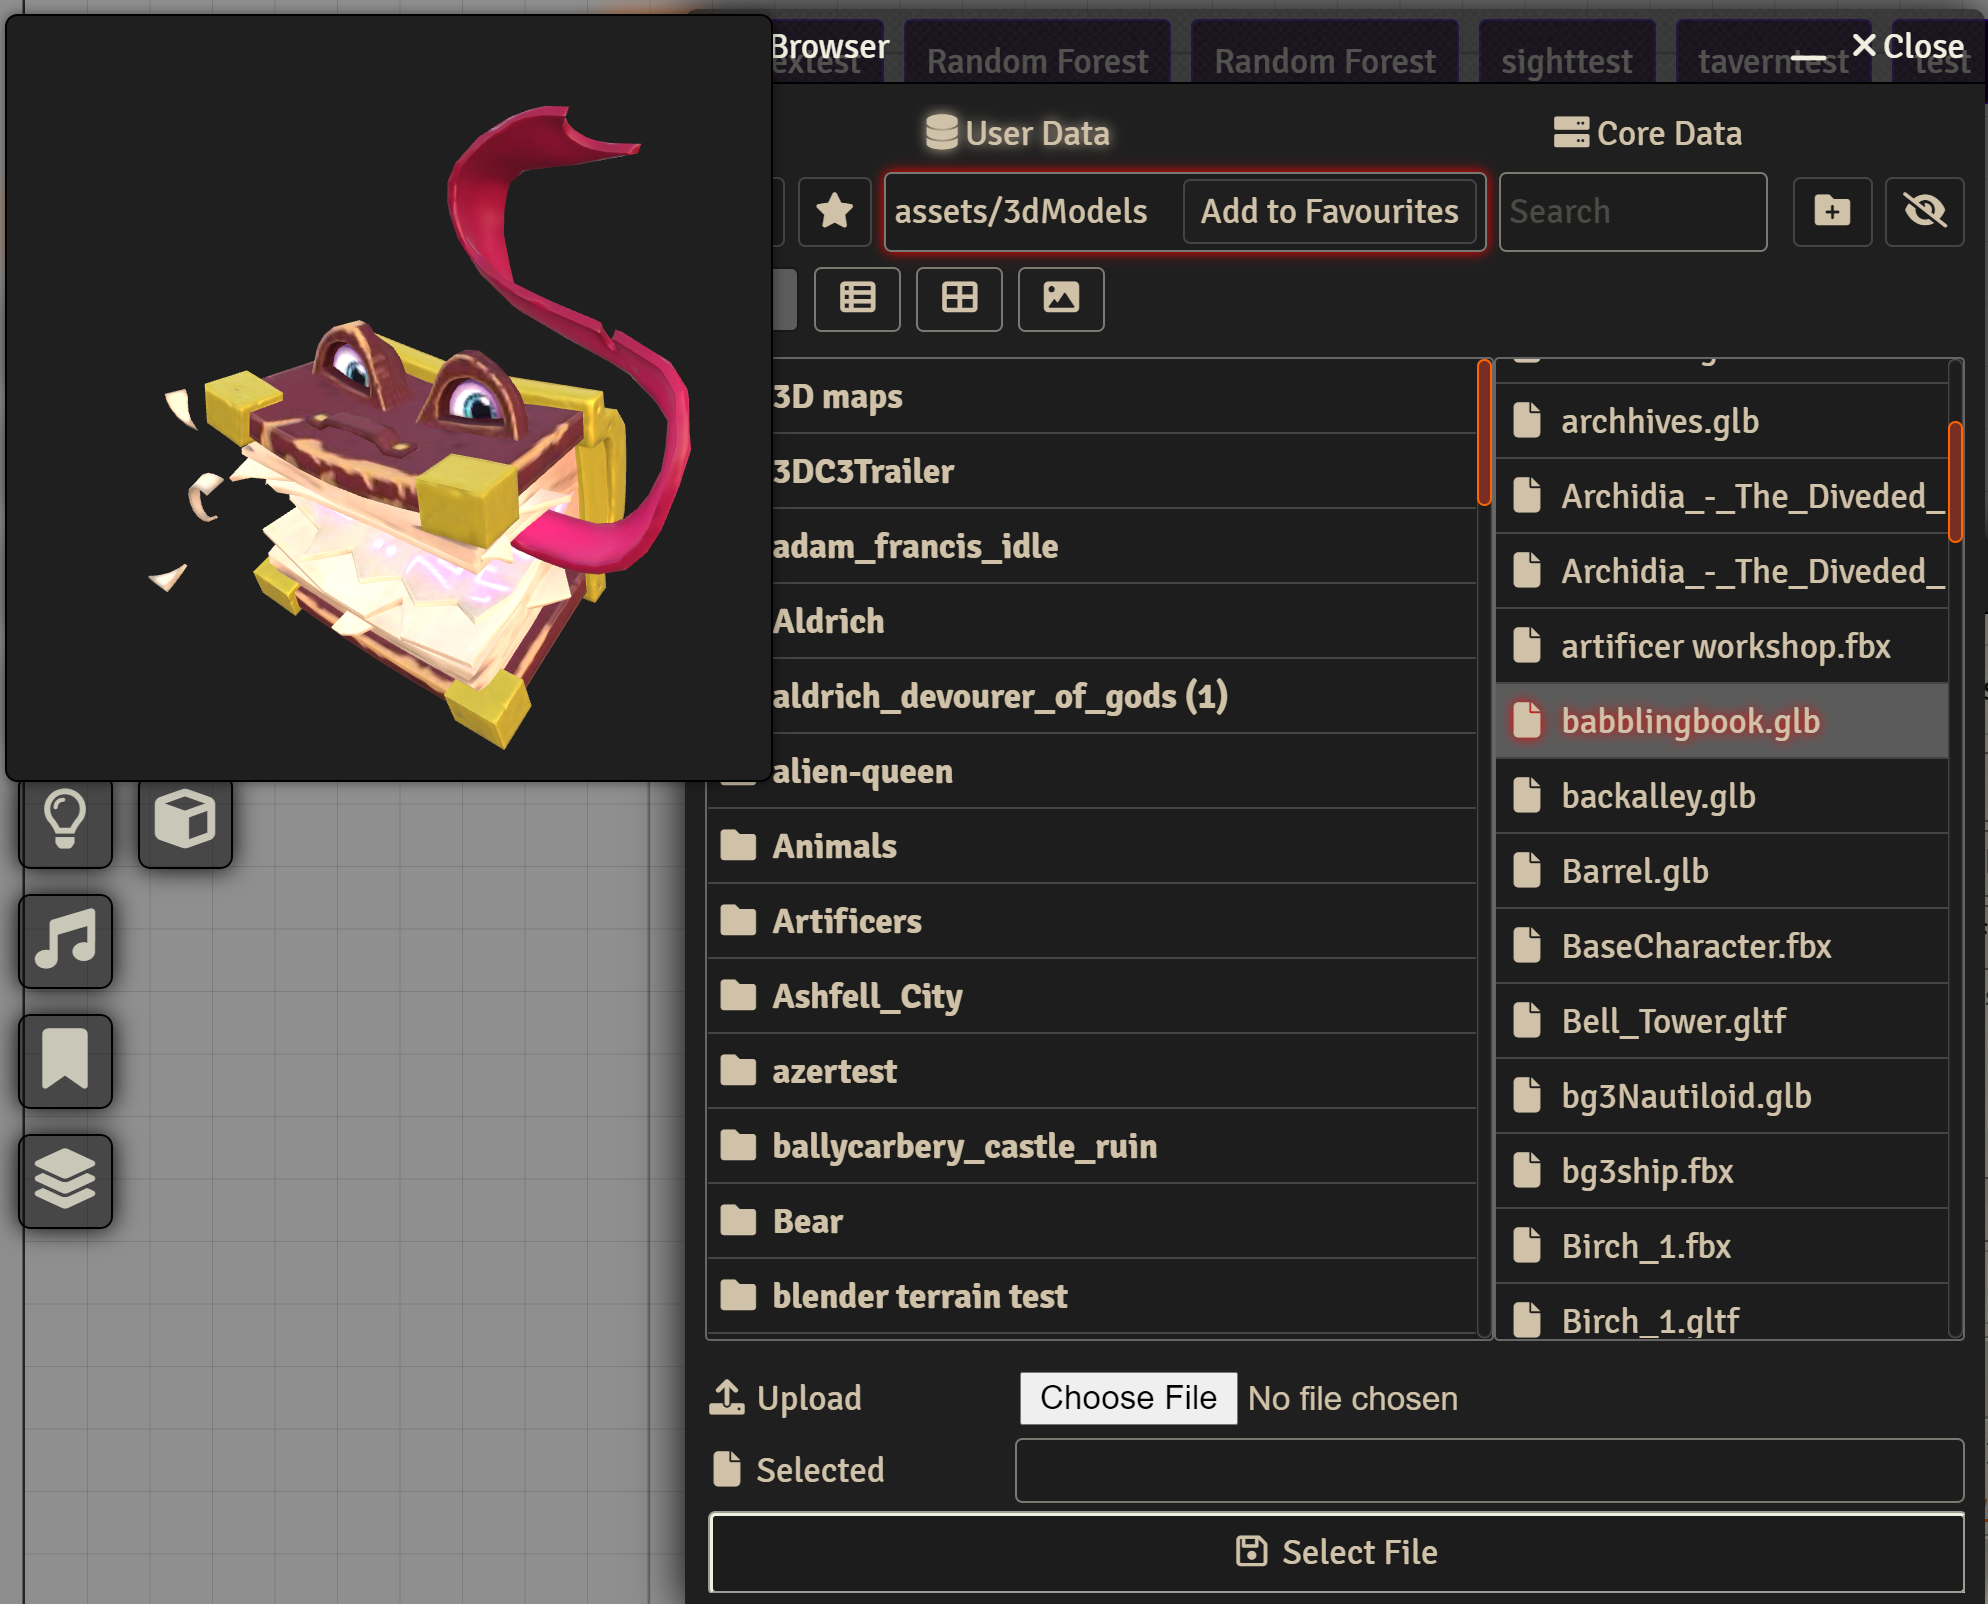 Browser
extest
Random Forest
Random Forest
sighttest
taverntest
test
Close
User Data
Core Data
assets/3dModels
Add to Favourites
Search
3D maps
3DC3Trailer
adam_francis_idle
Aldrich
aldrich_devourer_of_gods (1)
alien-queen
Animals
Artificers
Ashfell_City
azertest
ballycarbery_castle_ruin
Bear
blender terrain test
archhives.glb
Archidia_-_The_Diveded_
Archidia_-_The_Diveded_
artificer workshop.fbx
babblingbook.glb
backalley.glb
Barrel.glb
BaseCharacter.fbx
Bell_Tower.gltf
bg3Nautiloid.glb
bg3ship.fbx
Birch_1.fbx
Birch_1.gltf
Upload
Choose File
No file chosen
Selected
Select File